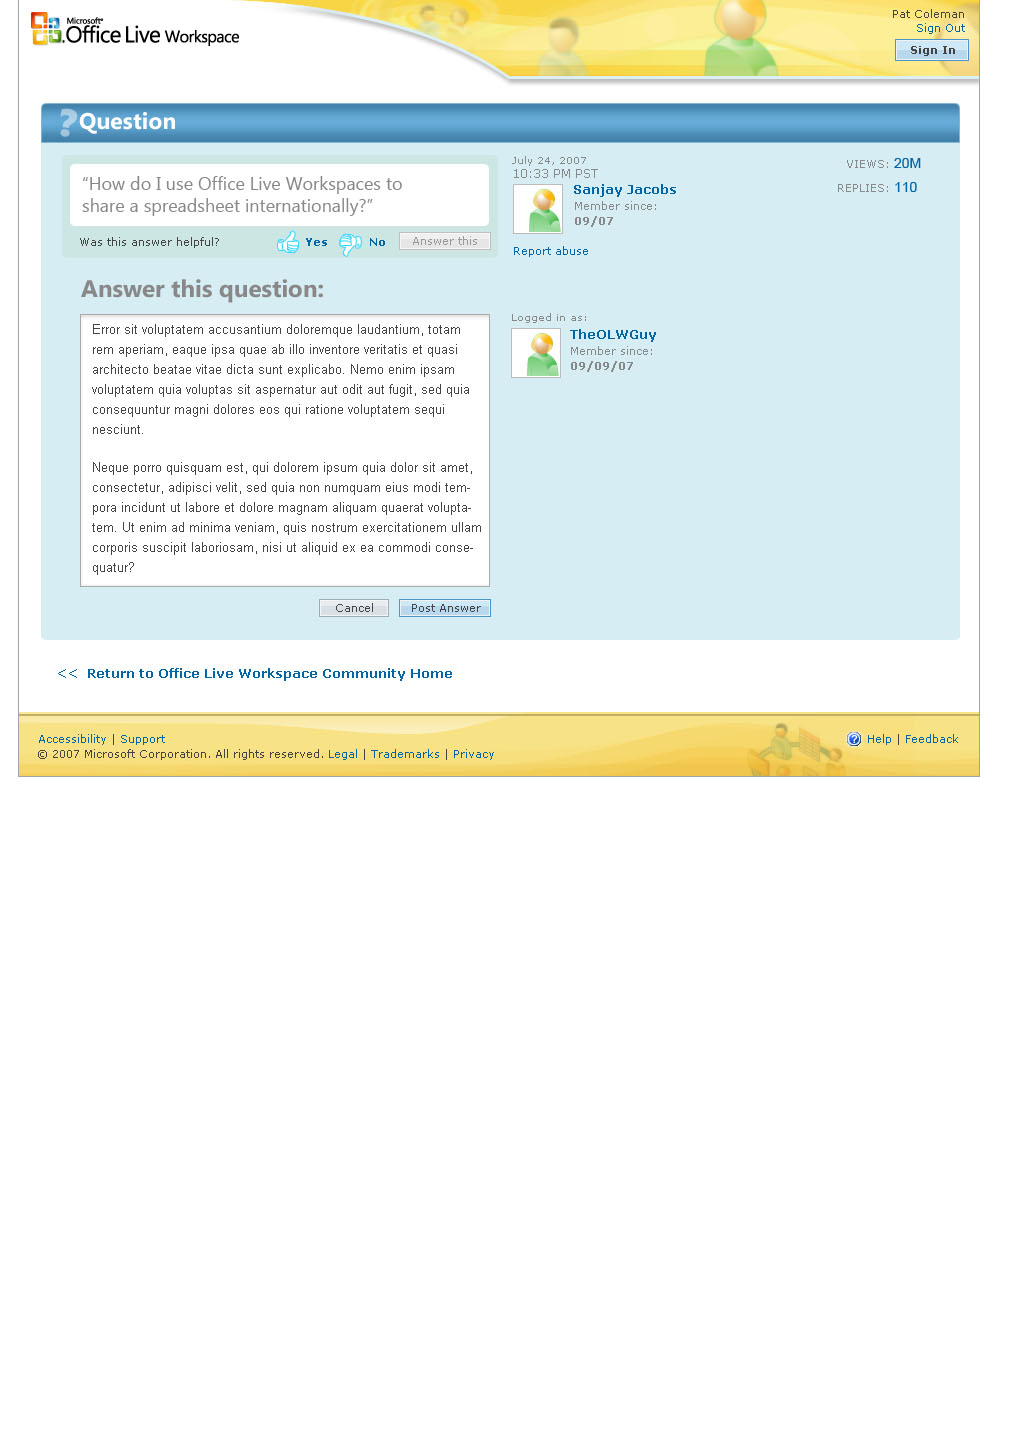 Microsoft®
Office Live Workspace
Pat Coleman
Sign Out
Sign In
?Question
“How do I use Office Live Workspaces to
share a spreadsheet internationally?”
Was this answer helpful?
Yes
No
Answer this
July 24, 2007
10:33 PM PST
Sanjay Jacobs
Member since:
09/07
Report abuse
VIEWS: 20M
REPLIES: 110
Answer this question:
Error sit voluptatem accusantium doloremque laudantium, totam
rem aperiam, eaque ipsa quae ab illo inventore veritatis et quasi
architecto beatae vitae dicta sunt explicabo. Nemo enim ipsam
voluptatem quia voluptas sit aspernatur aut odit aut fugit, sed quia
consequuntur magni dolores eos qui ratione voluptatem sequi
nesciunt.
Neque porro quisquam est, qui dolorem ipsum quia dolor sit amet,
consectetur, adipisci velit, sed quia non numquam eius modi tem-
pora incidunt ut labore et dolore magnam aliquam quaerat volupta-
tem. Ut enim ad minima veniam, quis nostrum exercitationem ullam
corporis suscipit laboriosam, nisi ut aliquid ex ea commodi conse-
quatur?
Logged in as:
TheOLWGuy
Member since:
09/09/07
Cancel
Post Answer
<< Return to Office Live Workspace Community Home
Accessibility | Support
© 2007 Microsoft Corporation. All rights reserved. Legal | Trademarks | Privacy
? Help | Feedback